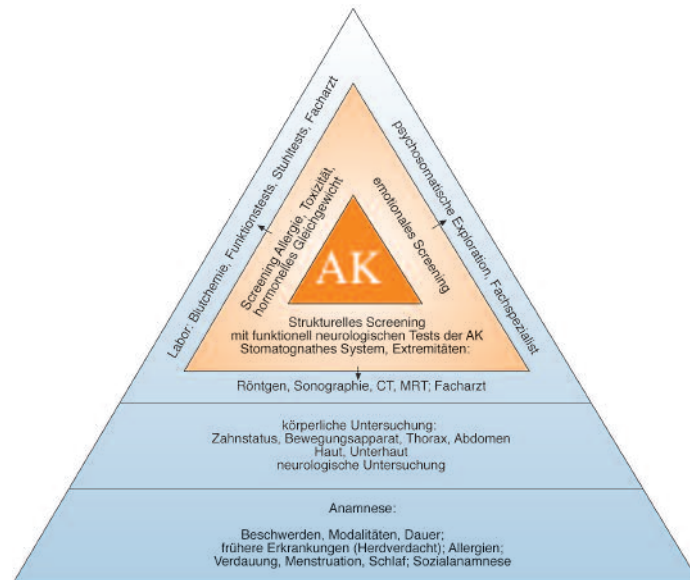 Labor: Blutchemie, Funktionstests, Stuhltests, Facharzt
psychosomatische Exploration, Fachspezialist
Screening Allergie, Toxizität,
hormonelles Gleichgewicht
emotionales Screening
AK
Strukturelles Screening
mit funktionell neurologischen Tests der AK
Stomatognathes System, Extremitäten:
Röntgen, Sonographie, CT, MRT; Facharzt
körperliche Untersuchung:
Zahnstatus, Bewegungsapparat, Thorax, Abdomen
Haut, Unterhaut
neurologische Untersuchung
Anamnese:
Beschwerden, Modalitäten, Dauer;
frühere Erkrankungen (Herdverdacht); Allergien;
Verdauung, Menstruation, Schlaf; Sozialanamnese